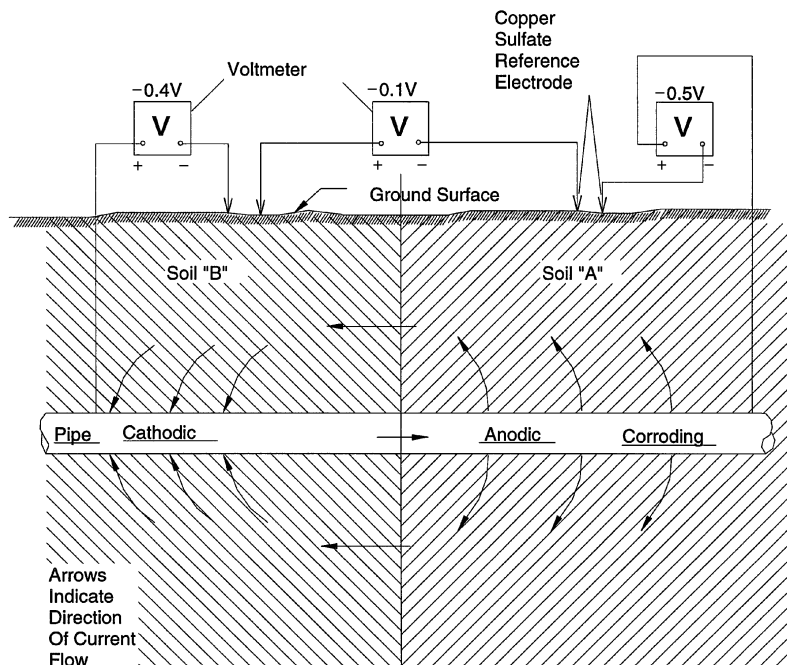 Copper
Sulfate
Reference
Electrode
Voltmeter
-0.4V
-0.1V
-0.5V
V
V
V
+ -
+ -
+ -
Ground Surface
Soil "B"
Soil "A"
Pipe
Cathodic
Anodic
Corroding
Arrows
Indicate
Direction
Of Current
Flow